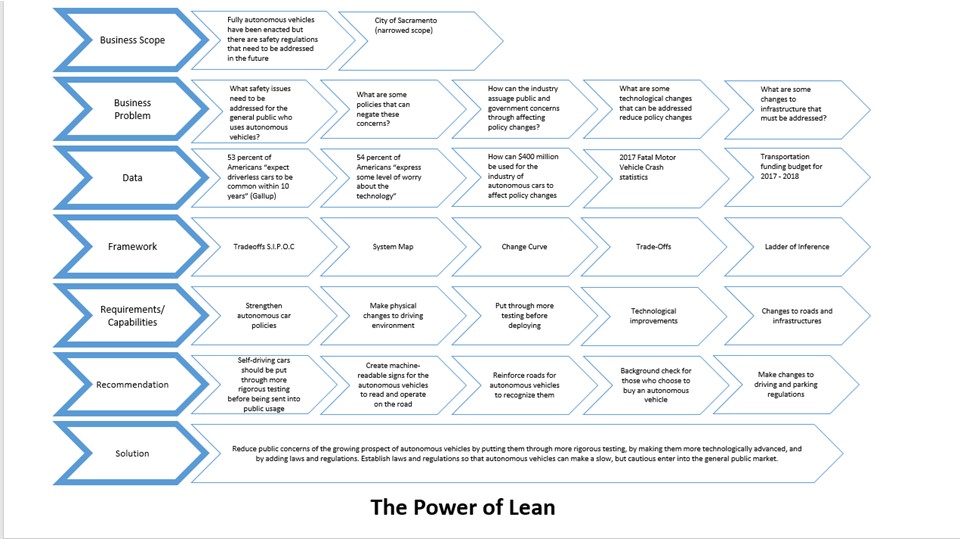 Business Scope
Fully autonomous vehicles
have been enacted but
there are safety regulations
that need to be addressed
in the future
City of Sacramento
(narrowed scope)
Business
Problem
What safety issues
need to be
addressed for the
general public who
uses autonomous
vehicles?
What are some
policies that can
negate these
concerns?
How can the industry
assuage public and
government concerns
through affecting
policy changes?
What are some
technological changes
that can be addressed
reduce policy changes
What are some
changes to
infrastructure that
must be addressed?
Data
53 percent of
Americans “expect
driverless cars to be
common within 10
years” (Gallup)
54 percent of
Americans “express
some level of worry
about the
technology”
How can $400 million
be used for the
industry of
autonomous cars to
affect policy changes
2017 Fatal Motor
Vehicle Crash
statistics
Transportation
funding budget for
2017 - 2018
Framework
Tradeoffs S.I.P.O.C
System Map
Change Curve
Trade-Offs
Ladder of Inference
Requirements/
Capabilities
Strengthen
autonomous car
policies
Make physical
changes to driving
environment
Put through more
testing before
deploying
Technological
improvements
Changes to roads and
infrastructures
Recommendation
Self-driving cars
should be put
through more
rigorous testing
before being sent into
public usage
Create machine-
readable signs for the
autonomous vehicles
to read and operate
on the road
Reinforce roads for
autonomous vehicles
to recognize them
Background check for
those who choose to
buy an autonomous
vehicle
Make changes to
driving and parking
regulations
Solution
Reduce public concerns of the growing prospect of autonomous vehicles by putting them through more rigorous testing, by making them more technologically advanced, and
by adding laws and regulations. Establish laws and regulations so that autonomous vehicles can make a slow, but cautious enter into the general public market.
The Power of Lean